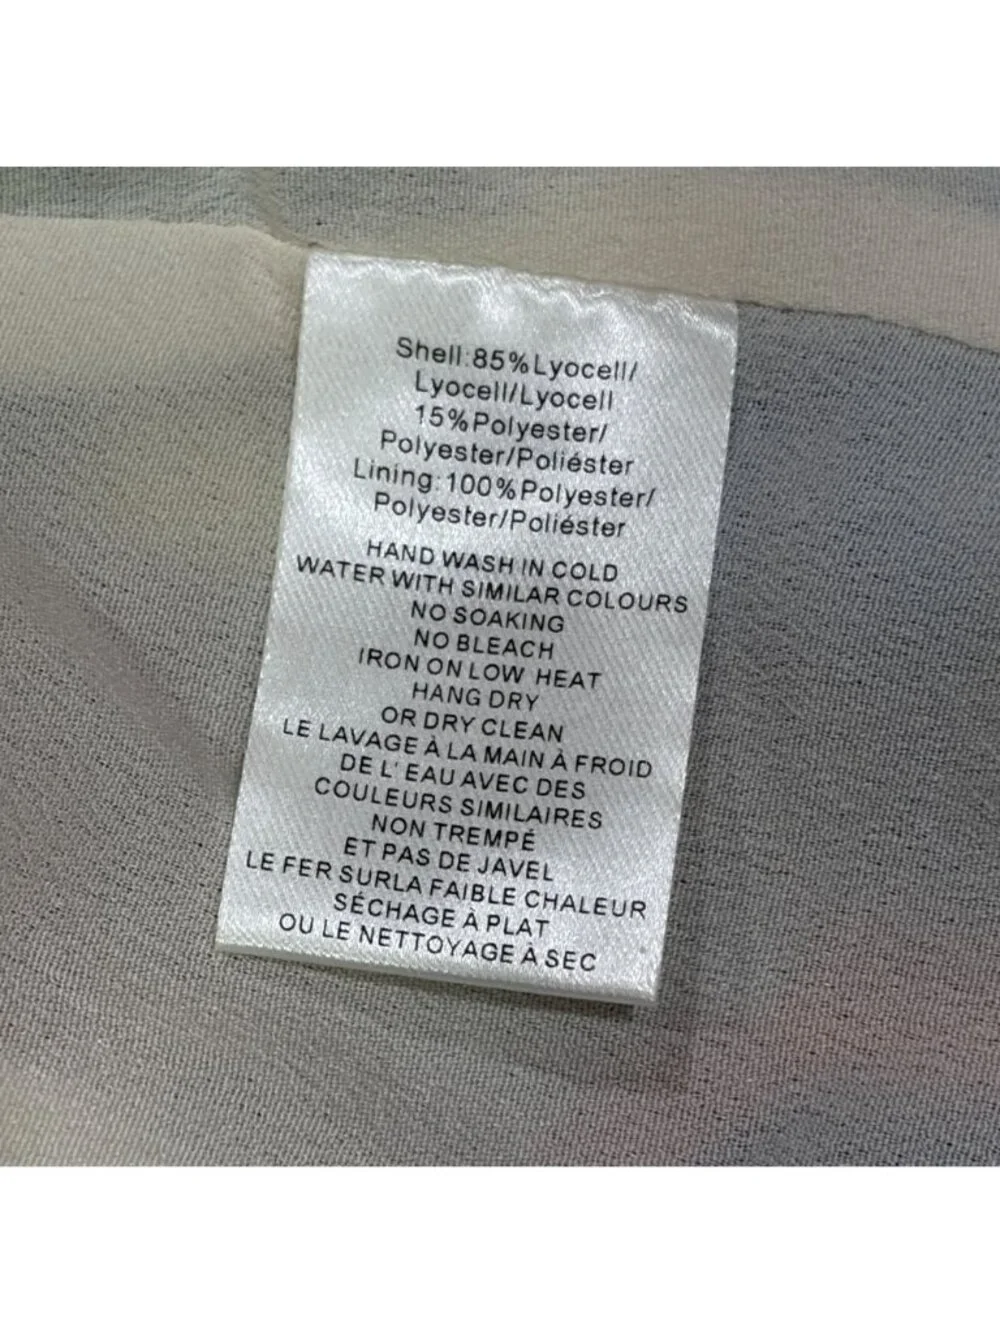 Shell:85%Lyocell/
Lyocell/Lyocell
15%Polyester/
Polyester/Poliéster
Lining:100%Polyester/
Polyester/Poliéster
HAND WASH IN COLD
WATER WITH SIMILAR COLOURS
NO SOAKING
NO BLEACH
IRON ON LOW HEAT
HANG DRY
OR DRY CLEAN
LE LAVAGE À LA MAIN À FROID
DE L' EAU AVEC DES
COULEURS SIMILAIRES
NON TREMPÉ
ET PAS DE JAVEL
LE FER SURLA FAIBLE CHALEUR
SÉCHAGE À PLAT
OU LE NETTOYAGE À SEC